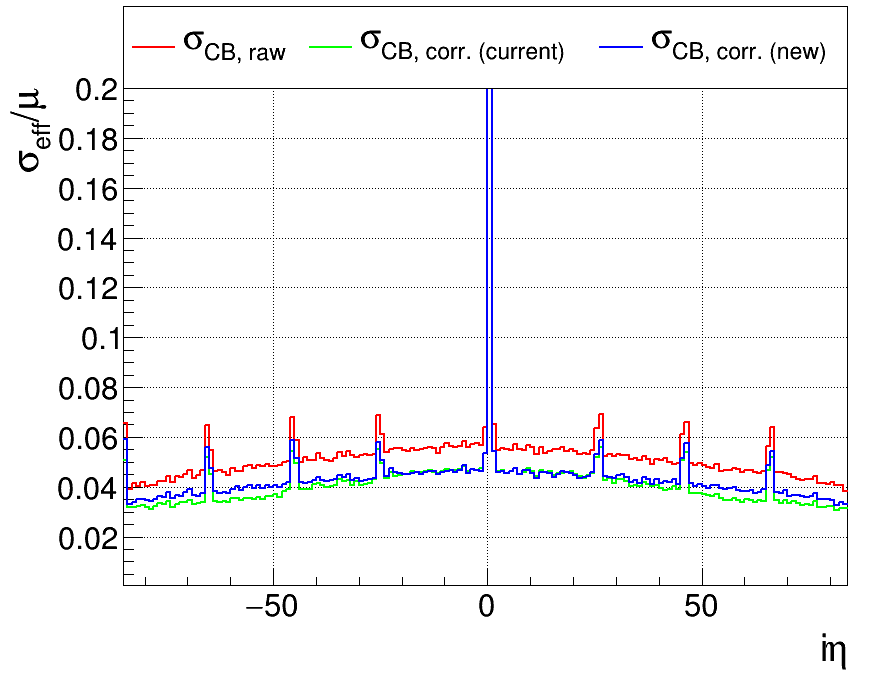 σCB, raw σCB, corr. (current) σCB, corr. (new)
σeff/μ
0.2
0.18
0.16
0.14
0.12
0.1
0.08
0.06
0.04
0.02
−50 0 50
iη